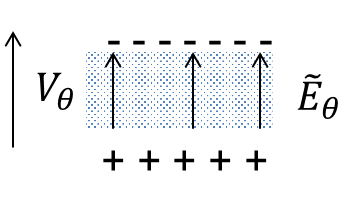 - - - - - - -
V_θ Ẽ_θ
+ + + + +